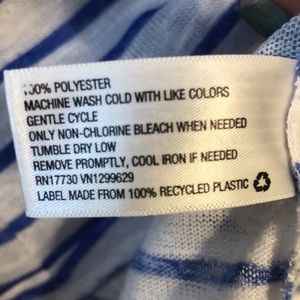 100% POLYESTER
MACHINE WASH COLD WITH LIKE COLORS
GENTLE CYCLE
ONLY NON-CHLORINE BLEACH WHEN NEEDED
TUMBLE DRY LOW
REMOVE PROMPTLY, COOL IRON IF NEEDED
RN17730 VN1299629
LABEL MADE FROM 100% RECYCLED PLASTIC